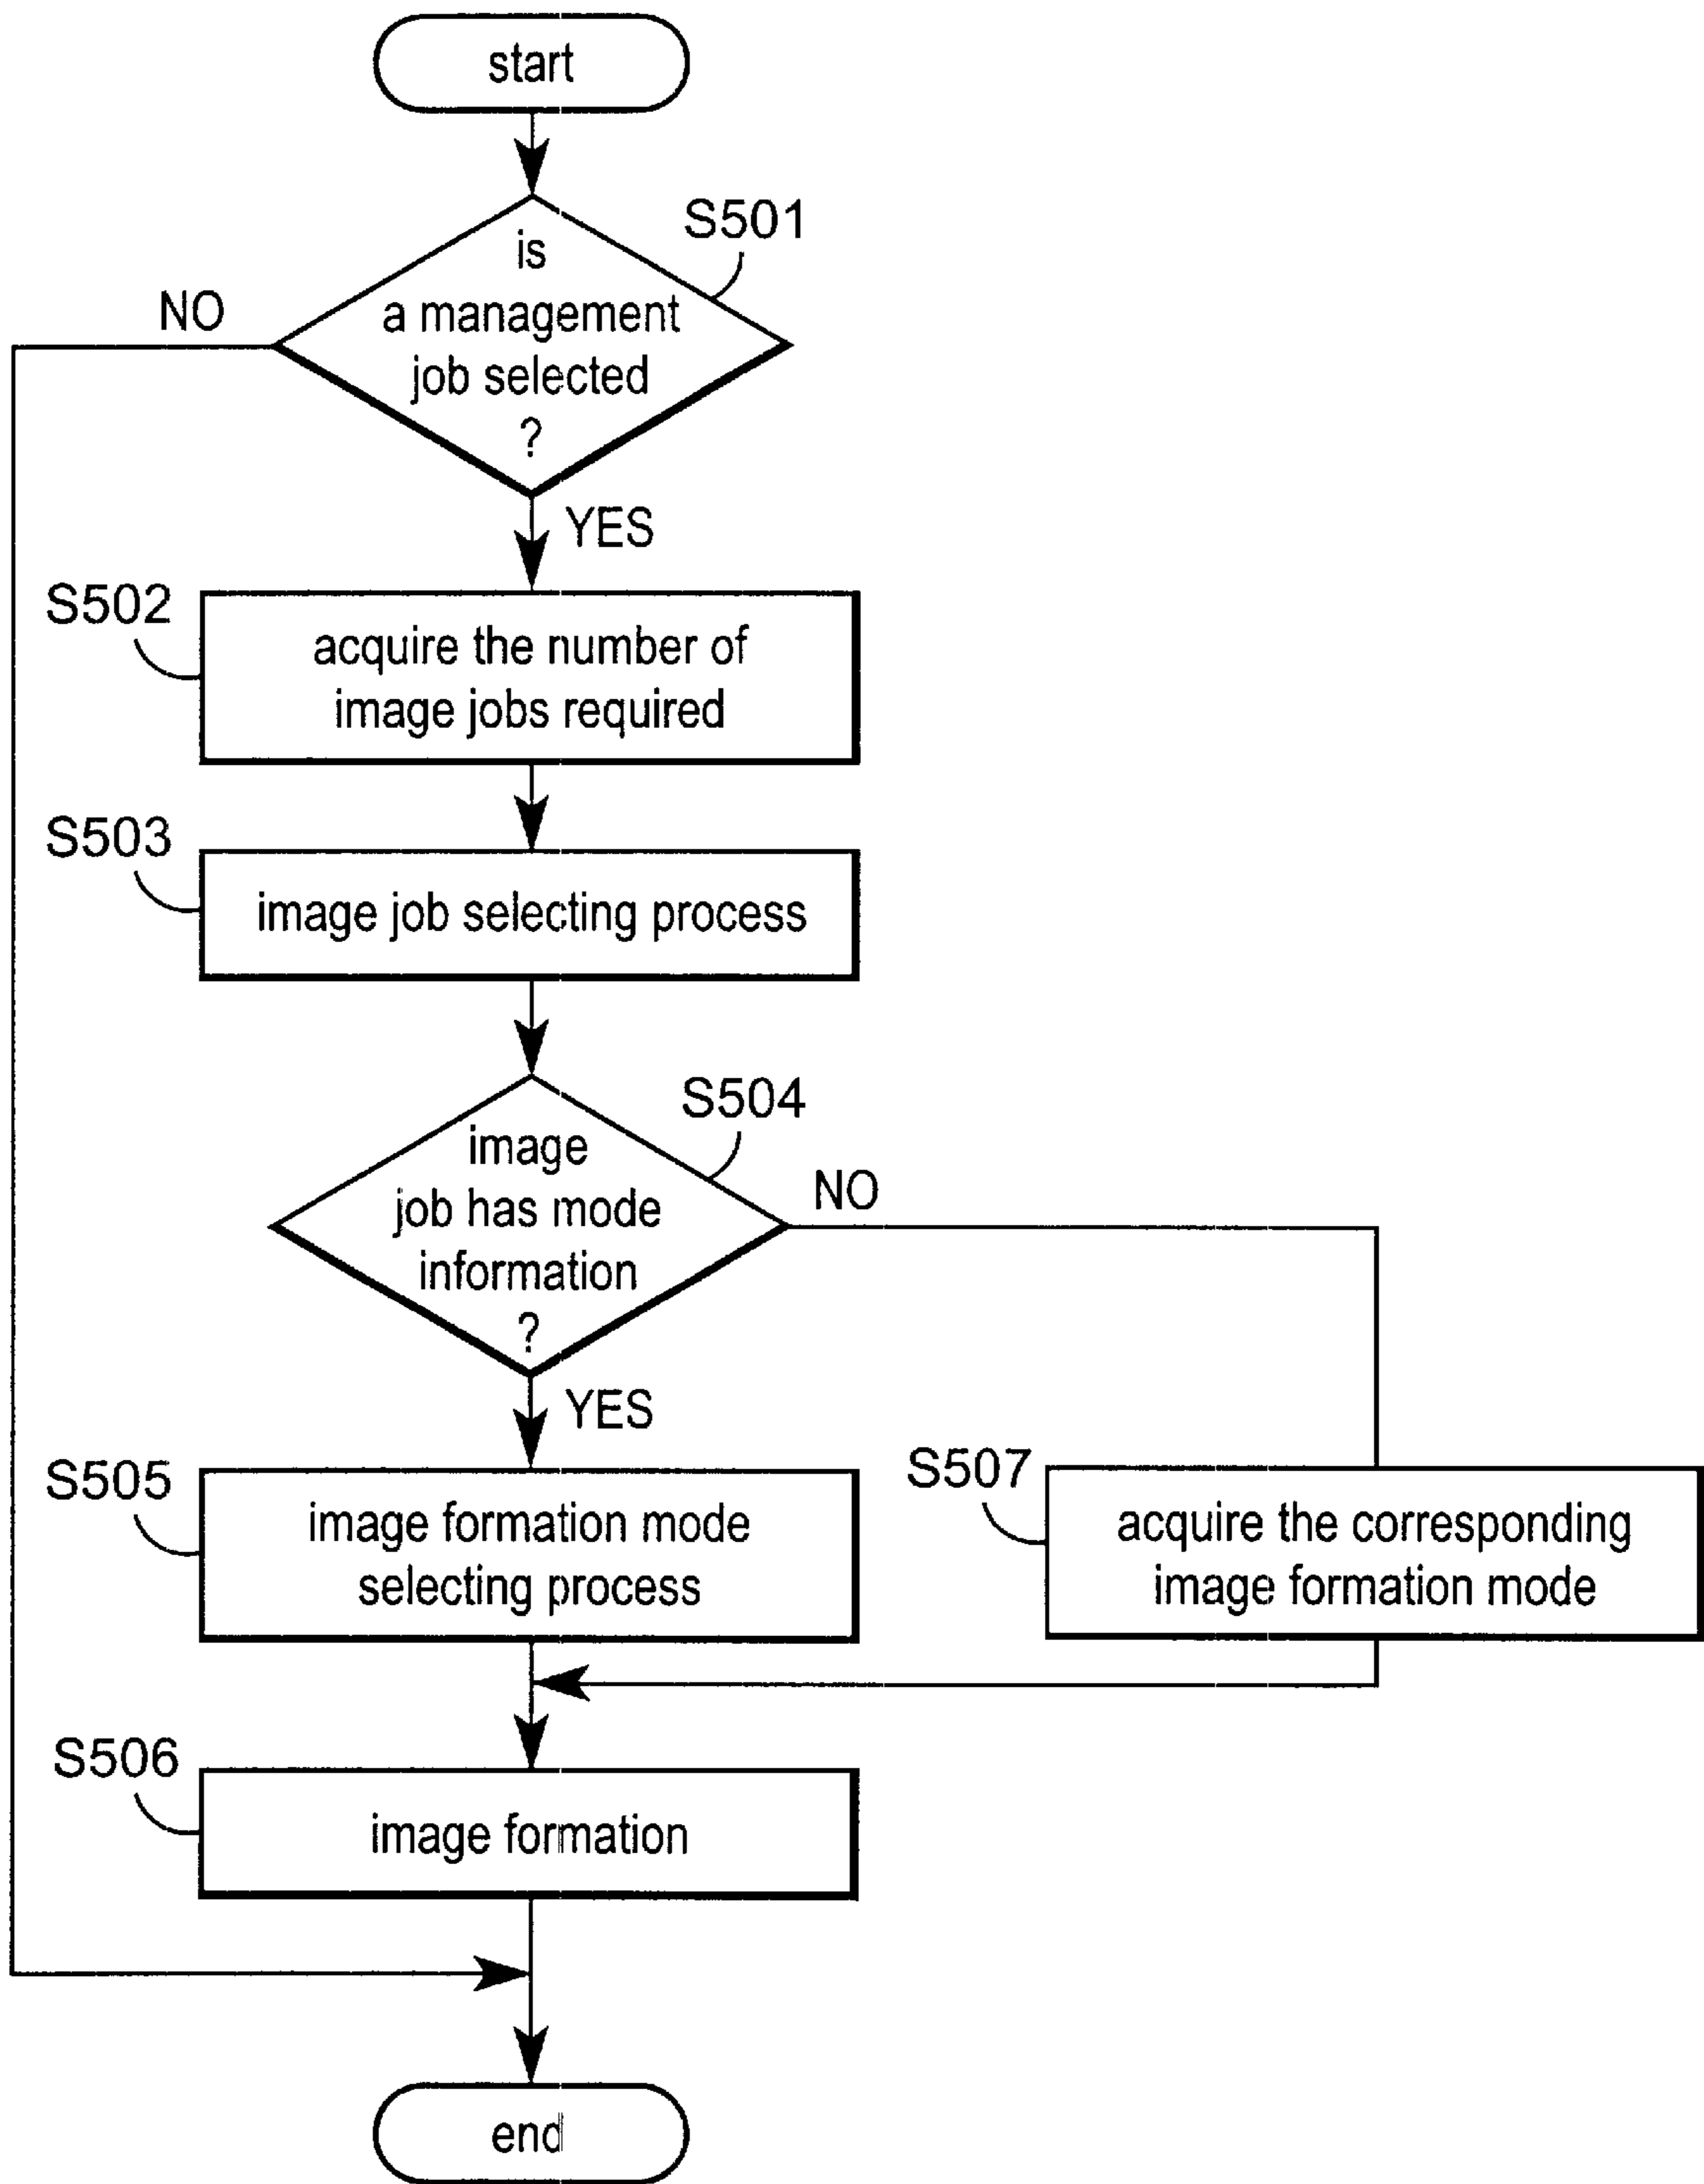 start
S501
is
a management
job selected
?
NO
YES
S502
acquire the number of
image jobs required
S503
image job selecting process
S504
image
job has mode
information
?
NO
YES
S505
image formation mode
selecting process
S507
acquire the corresponding
image formation mode
S506
image formation
end